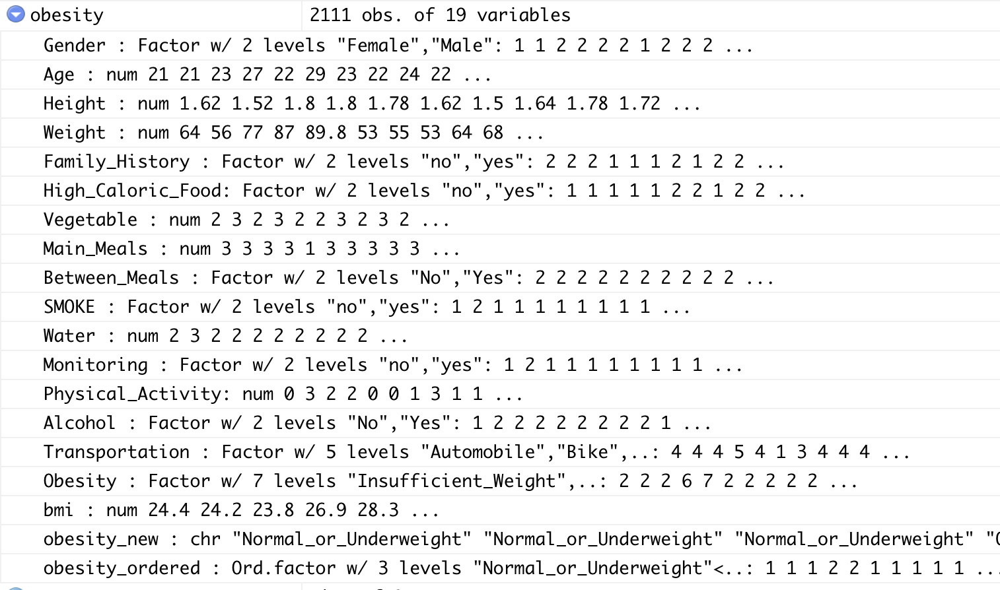 obesity 2111 obs. of 19 variables
Gender : Factor w/ 2 levels "Female","Male": 1 1 2 2 2 2 1 2 2 2 ...
Age : num 21 21 23 27 22 29 23 22 24 22 ...
Height : num 1.62 1.52 1.8 1.8 1.78 1.62 1.5 1.64 1.78 1.72 ...
Weight : num 64 56 77 87 89.8 53 55 53 64 68 ...
Family_History : Factor w/ 2 levels "no","yes": 2 2 2 1 1 1 2 1 2 2 ...
High_Caloric_Food: Factor w/ 2 levels "no","yes": 1 1 1 1 1 2 2 1 2 2 ...
Vegetable : num 2 3 2 3 2 2 3 2 3 2 ...
Main_Meals : num 3 3 3 3 1 3 3 3 3 3 ...
Between_Meals : Factor w/ 2 levels "No","Yes": 2 2 2 2 2 2 2 2 2 2 ...
SMOKE : Factor w/ 2 levels "no","yes": 1 2 1 1 1 1 1 1 1 1 ...
Water : num 2 3 2 2 2 2 2 2 2 2 ...
Monitoring : Factor w/ 2 levels "no","yes": 1 2 1 1 1 1 1 1 1 1 ...
Physical_Activity: num 0 3 2 2 0 0 1 3 1 1 ...
Alcohol : Factor w/ 2 levels "No","Yes": 1 2 2 2 2 2 2 2 2 1 ...
Transportation : Factor w/ 5 levels "Automobile","Bike",..: 4 4 4 5 4 1 3 4 4 4 ...
Obesity : Factor w/ 7 levels "Insufficient_Weight",..: 2 2 2 6 7 2 2 2 2 2 ...
bmi : num 24.4 24.2 23.8 26.9 28.3 ...
obesity_new : chr "Normal_or_Underweight" "Normal_or_Underweight" "Normal_or_Underweight"
obesity_ordered : Ord.factor w/ 3 levels "Normal_or_Underweight"<..: 1 1 1 2 2 1 1 1 1 1 ...